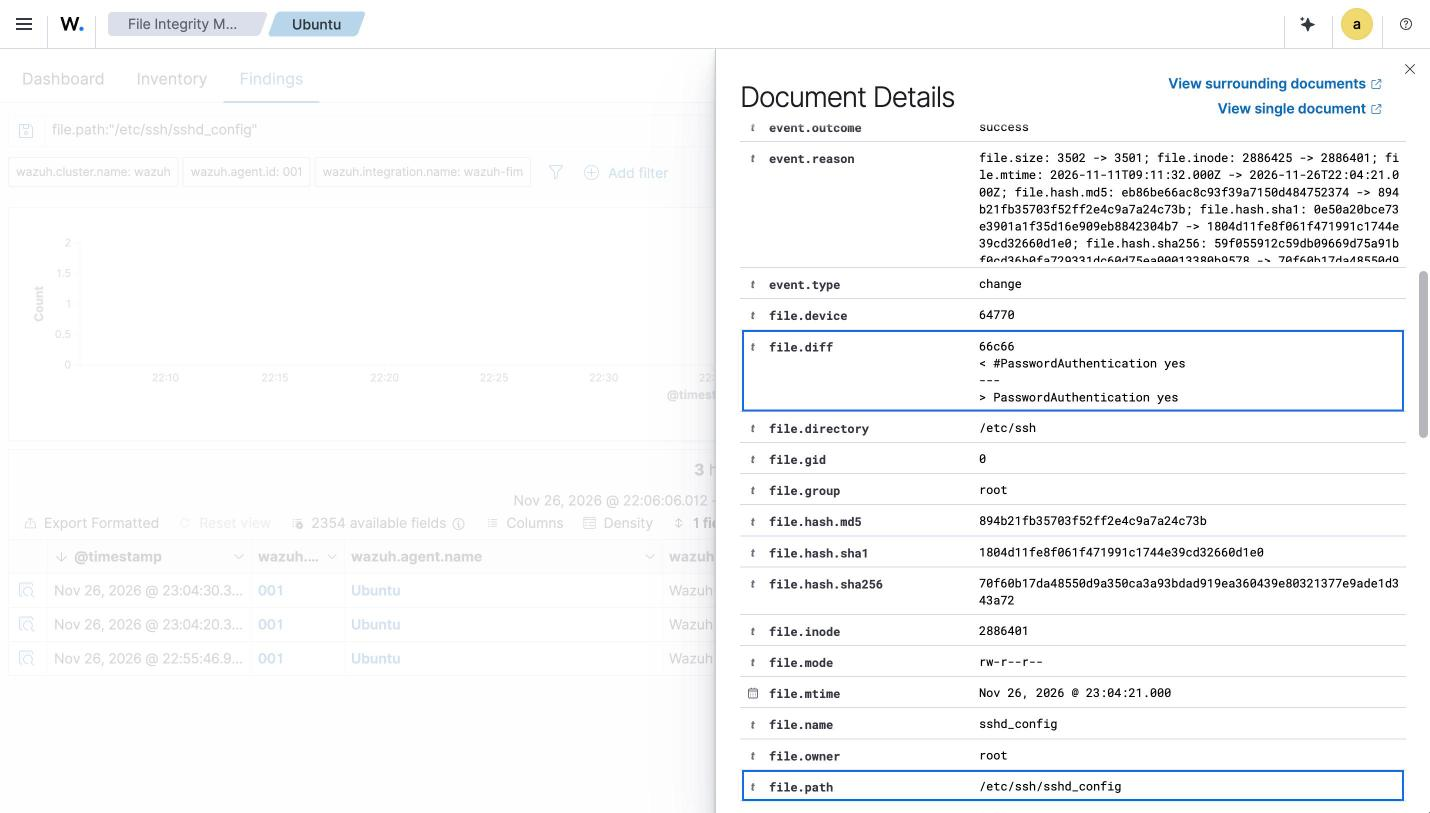 W.
File Integrity M...
Ubuntu
a
Dashboard
Inventory
Findings
file.path:"/etc/ssh/sshd_config"
wazuh.cluster.name: wazuh
wazuh.agent.id: 001
wazuh.integration.name: wazuh-fim
Add filter
Count
2
1.5
1
0.5
0
22:10
22:15
22:20
22:25
22:30
22:
@timest
3 h
Nov 26, 2026 @ 22:06:06.012 -
Export Formatted
Reset view
2354 available fields
Columns
Density
1 fie
@timestamp
wazuh....
wazuh.agent.name
wazuh
Nov 26, 2026 @ 23:04:30.3...
001
Ubuntu
Wazuh
Nov 26, 2026 @ 23:04:20.3...
001
Ubuntu
Wazuh
Nov 26, 2026 @ 22:55:46.9...
001
Ubuntu
Wazuh
Document Details
View surrounding documents
View single document
t event.outcome success
t event.reason file.size: 3502 -> 3501; file.inode: 2886425 -> 2886401; fi
le.mtime: 2026-11-11T09:11:32.000Z -> 2026-11-26T22:04:21.0
00Z; file.hash.md5: eb86be66ac8c93f39a7150d484752374 -> 894
b21fb35703f52ff2e4c9a7a24c73b; file.hash.sha1: 0e50a20bce73
e3901a1f35d16e909eb8842304b7 -> 1804d11fe8f061f471991c1744e
39cd32660d1e0; file.hash.sha256: 59f055912c59db09669d75a91b
f0cd36b0fa729331dc60d75ea00013380b9578 -> 70f60b17da48550d9
t event.type change
t file.device 64770
t file.diff 66c66
< #PasswordAuthentication yes
---
> PasswordAuthentication yes
t file.directory /etc/ssh
t file.gid 0
t file.group root
t file.hash.md5 894b21fb35703f52ff2e4c9a7a24c73b
t file.hash.sha1 1804d11fe8f061f471991c1744e39cd32660d1e0
t file.hash.sha256 70f60b17da48550d9a350ca3a93bdad919ea360439e80321377e9ade1d3
43a72
t file.inode 2886401
t file.mode rw-r--r--
file.mtime Nov 26, 2026 @ 23:04:21.000
t file.name sshd_config
t file.owner root
t file.path /etc/ssh/sshd_config